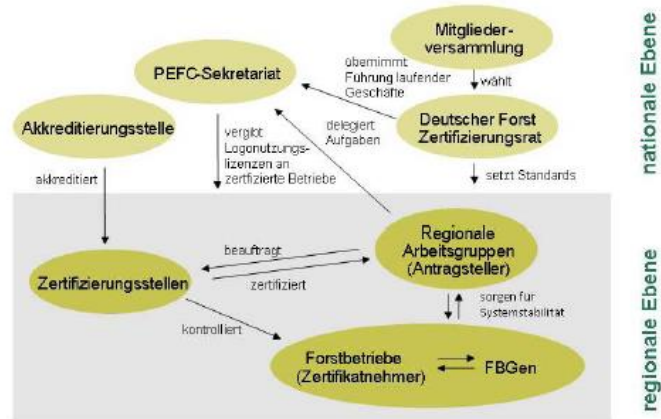 Mitglieder-
versammlung
übernimmt
Führung laufender
Geschäfte
wählt
PEFC-Sekretariat
Deutscher Forst
Zertifizierungsrat
Akkreditierungsstelle
vergibt
Logonutzungs-
lizenzen an
zertfizierte Betriebe
delegiert
Aufgaben
setzt Standards
akkreditiert
nationale Ebene
Regionale
Arbeitsgruppen
(Antragsteller)
beauftragt
zertifiziert
Zertifizierungsstellen
sorgen für
Systemstabilität
kontrolliert
Forstbetriebe
(Zertifikatnehmer)
FBGen
regionale Ebene